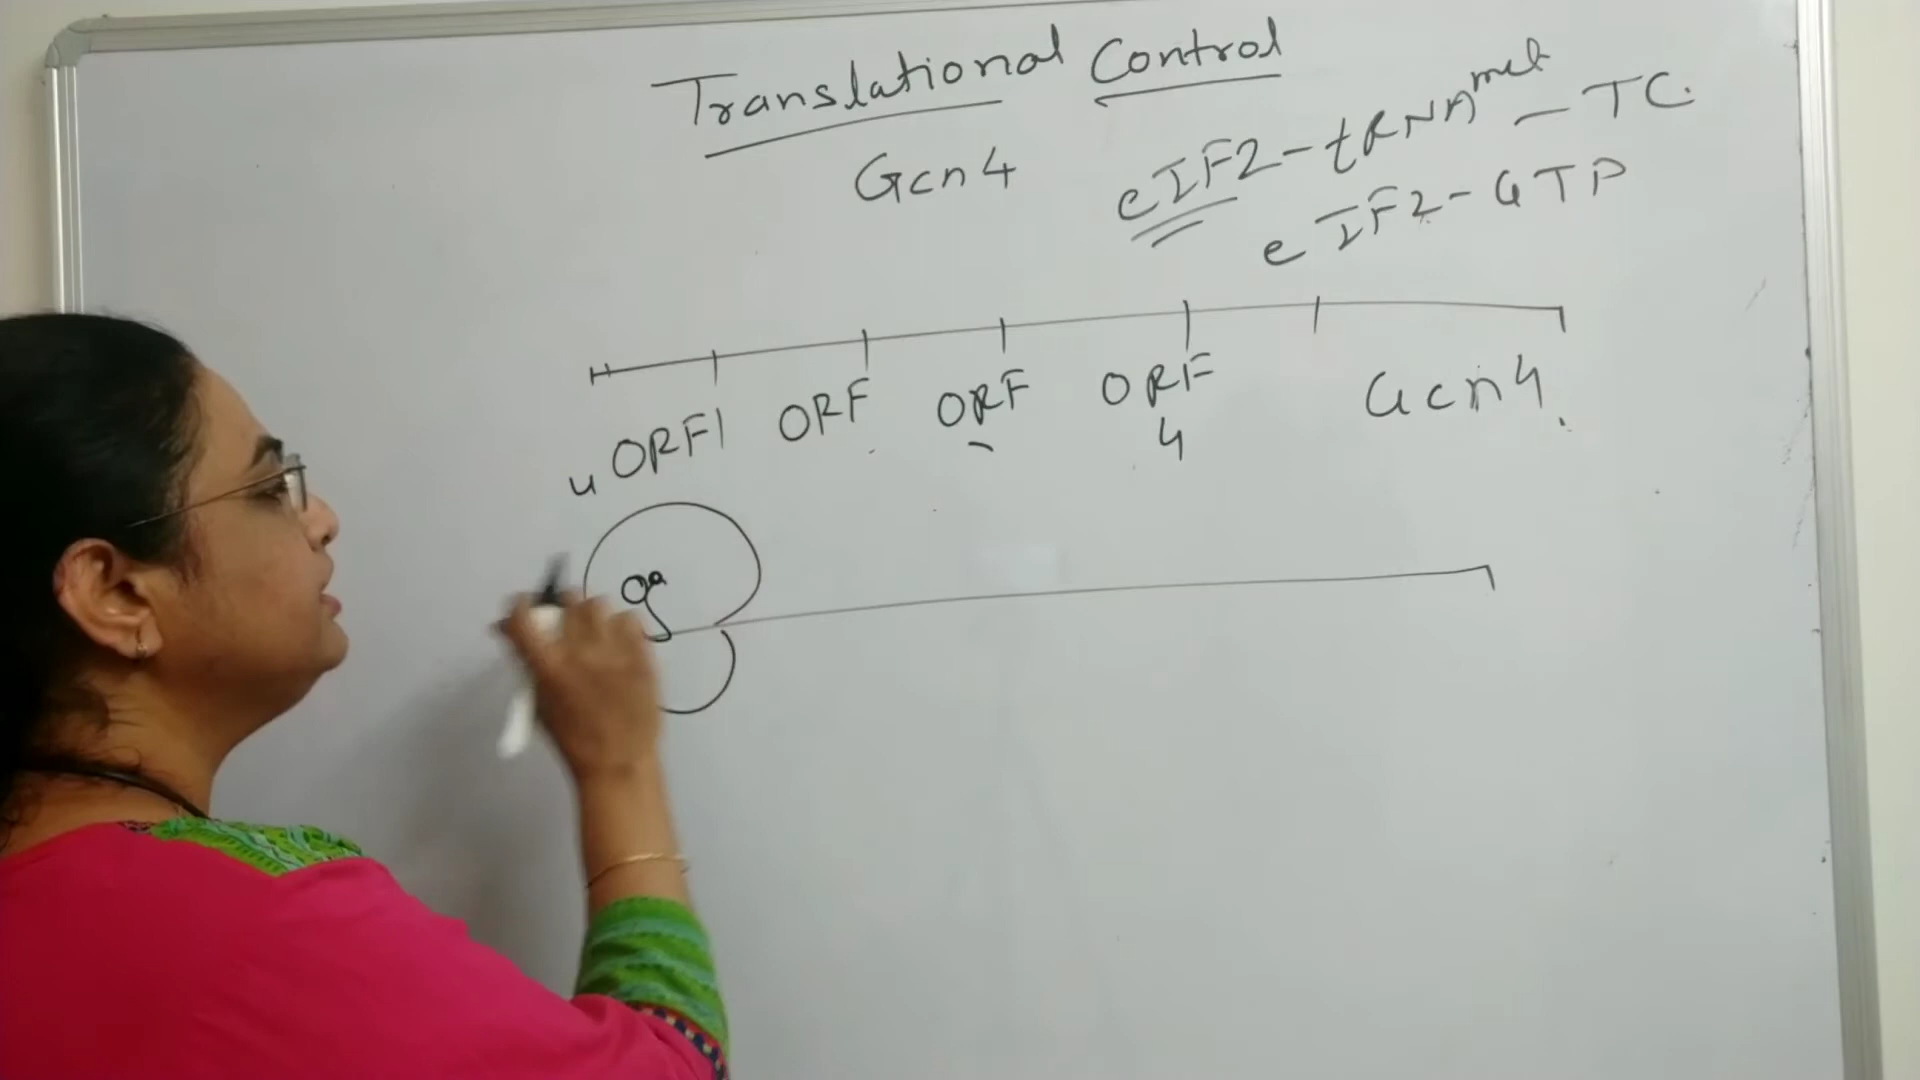 Translational Control
Gcn4
eIF2-tRNA^met - TC.
eIF2-GTP
uORF1 ORF ORF ORF 4 Gcn4